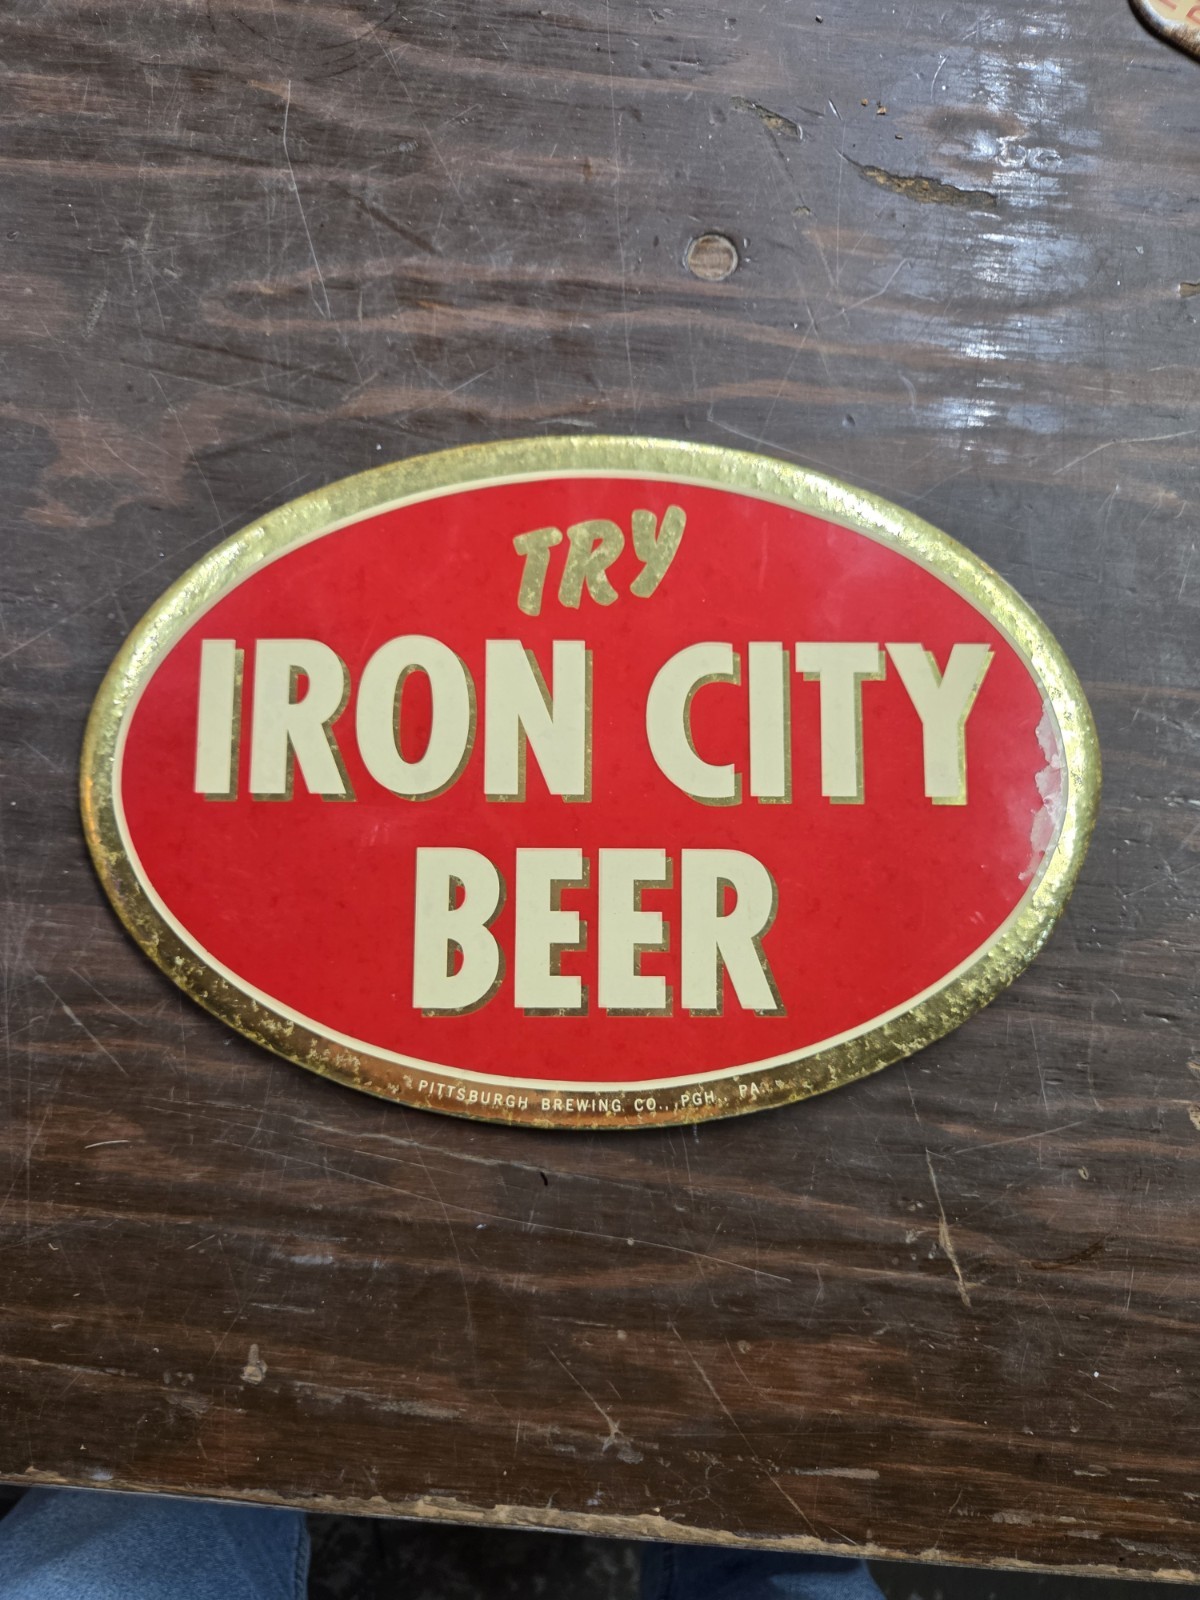 TRY
IRON CITY
BEER
PITTSBURGH BREWING CO., PGH., PA.